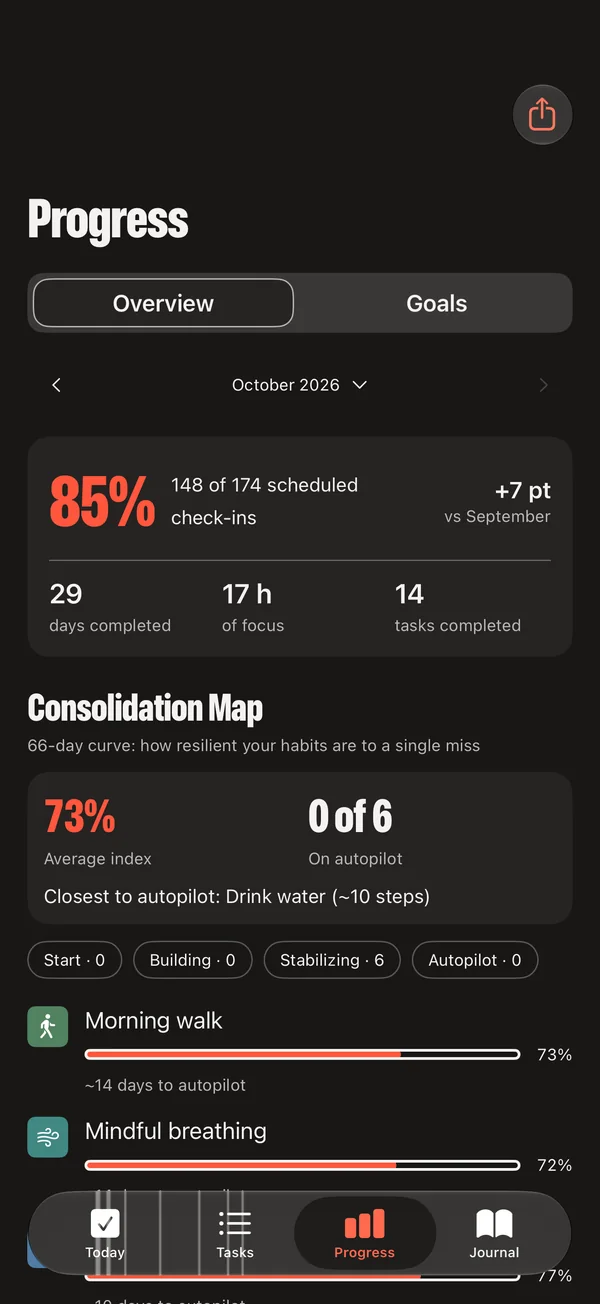 Progress
Overview
Goals
October 2026
85%
148 of 174 scheduled
check-ins
+7 pt
vs September
29
days completed
17 h
of focus
14
tasks completed
Consolidation Map
66-day curve: how resilient your habits are to a single miss
73%
Average index
0 of 6
On autopilot
Closest to autopilot: Drink water (~10 steps)
Start · 0
Building · 0
Stabilizing · 6
Autopilot · 0
Morning walk
73%
~14 days to autopilot
Mindful breathing
72%
Today
Tasks
Progress
Journal
77%